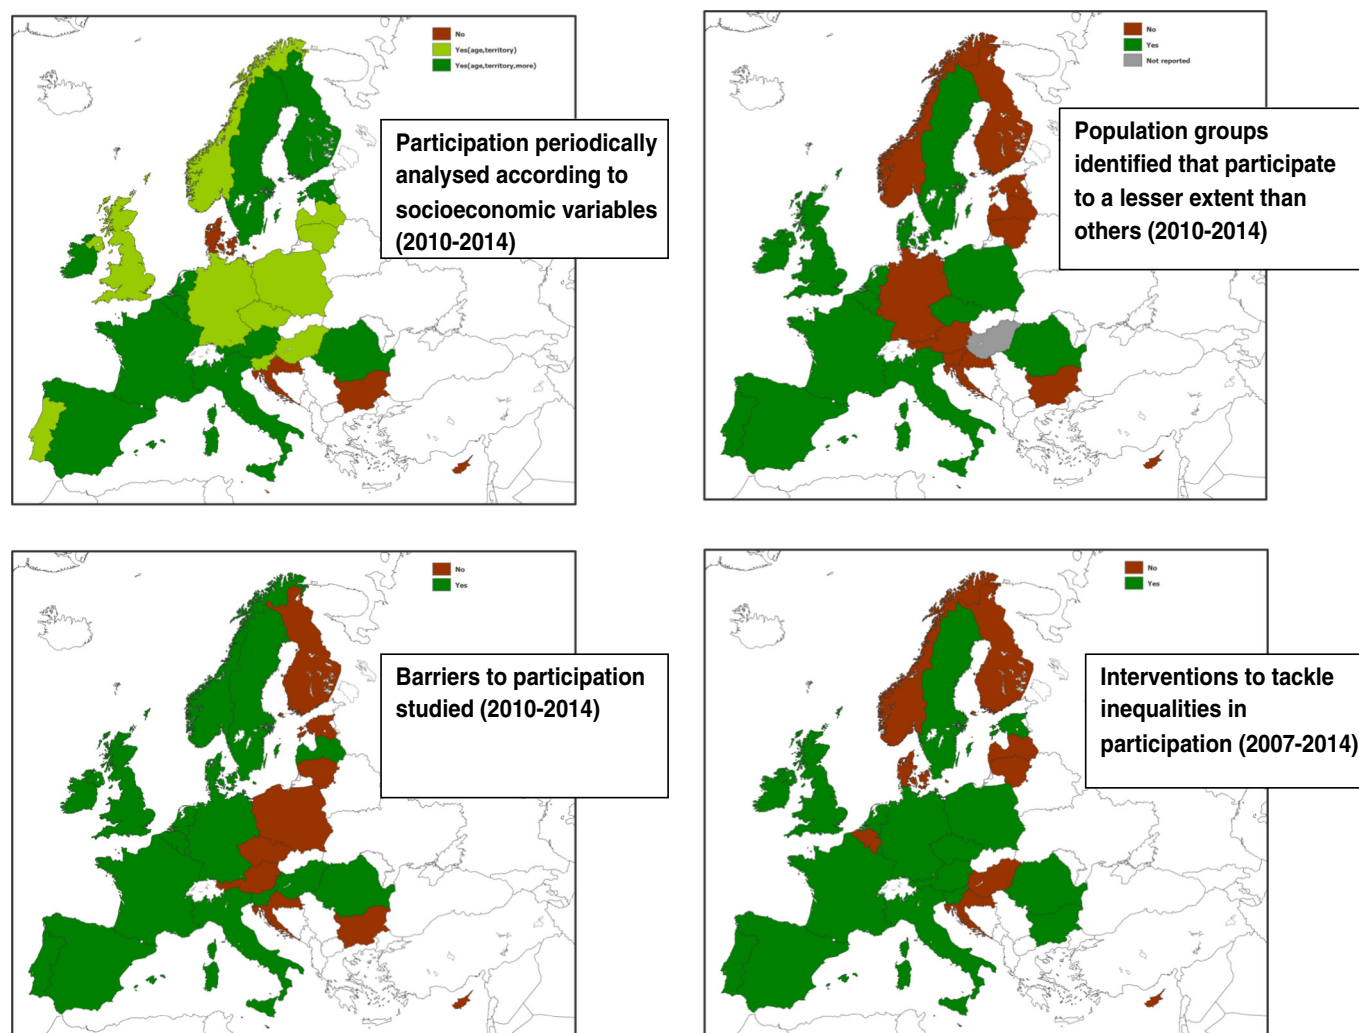 No
Yes(age,territory)
Yes(age,territory,more)
Participation periodically
analysed according to
socioeconomic variables
(2010-2014)
No
Yes
Not reported
Population groups
identified that participate
to a lesser extent than
others (2010-2014)
No
Yes
Barriers to participation
studied (2010-2014)
No
Yes
Interventions to tackle
inequalities in
participation (2007-2014)